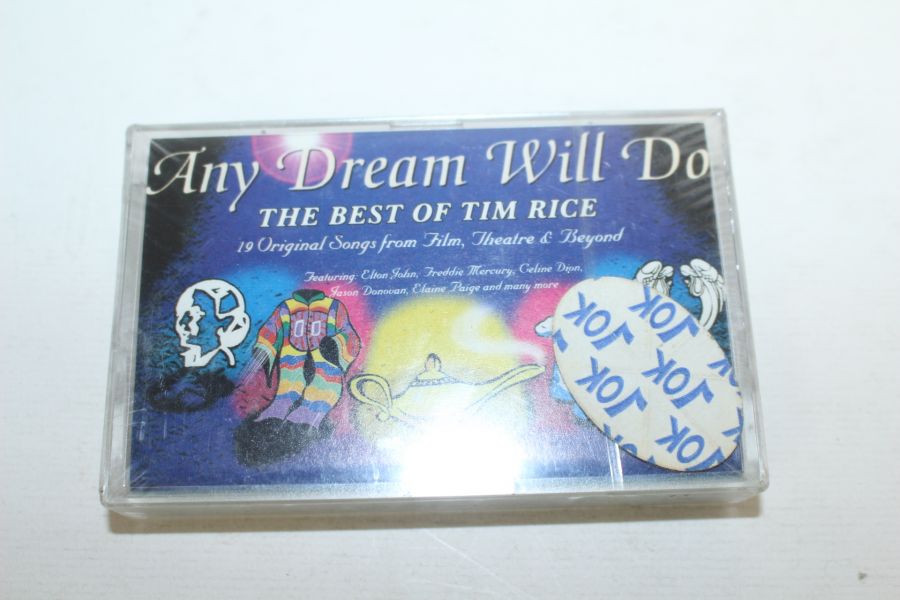 Any Dream Will Do
THE BEST OF TIM RICE
19 Original Songs from Film, Theatre & Beyond
Featuring: Elton John, Freddie Mercury, Celine Dion,
Jason Donovan, Elaine Paige and many more
JOK JOK
JOK JOK
JOK JOK